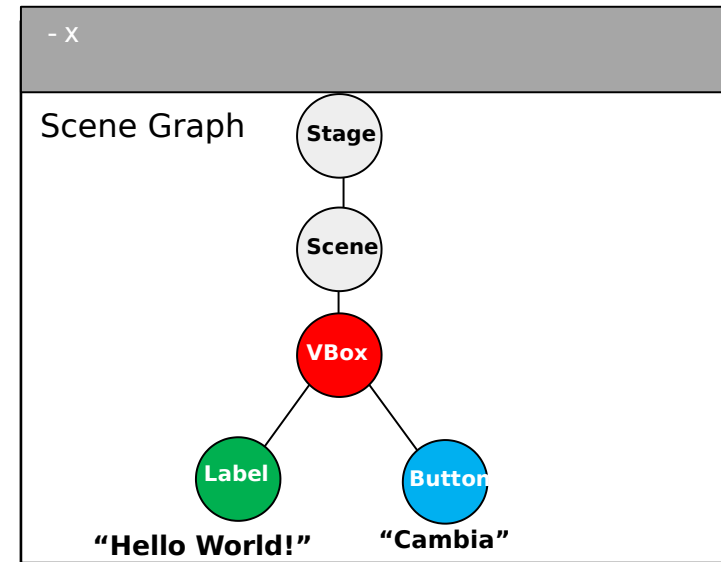 - x
Scene Graph
Stage
Scene
VBox
Label
Button
“Hello World!”
“Cambia”